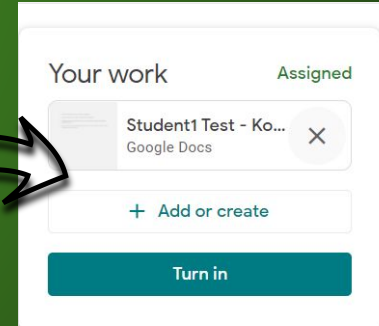 Your work
Assigned
Student1 Test - Ko...
Google Docs
+ Add or create
Turn in